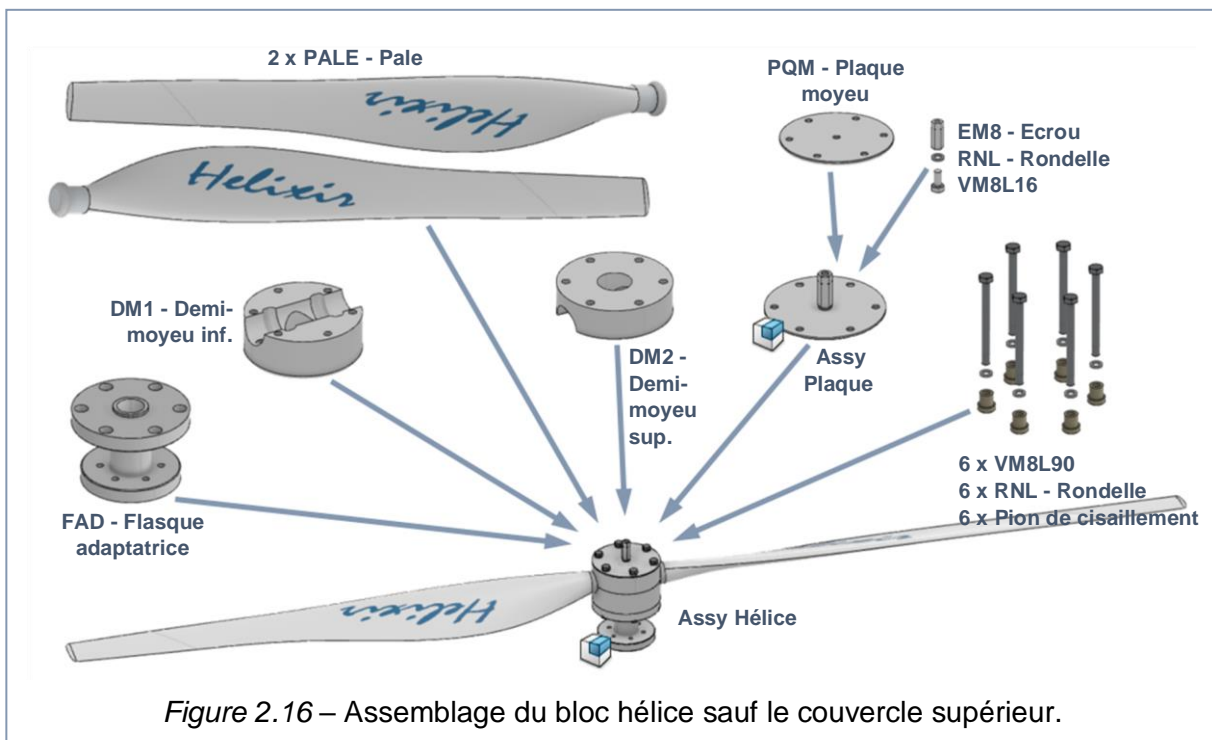 2 x PALE - Pale
Helixir
Helixir
PQM - Plaque
moyeu
EM8 - Ecrou
RNL - Rondelle
VM8L16
DM1 - Demi-
moyeu inf.
DM2 -
Demi-
moyeu
sup.
Assy
Plaque
FAD - Flasque
adaptatrice
6 x VM8L90
6 x RNL - Rondelle
6 x Pion de cisaillement
Helixir
Assy Hélice
Figure 2.16 – Assemblage du bloc hélice sauf le couvercle supérieur.